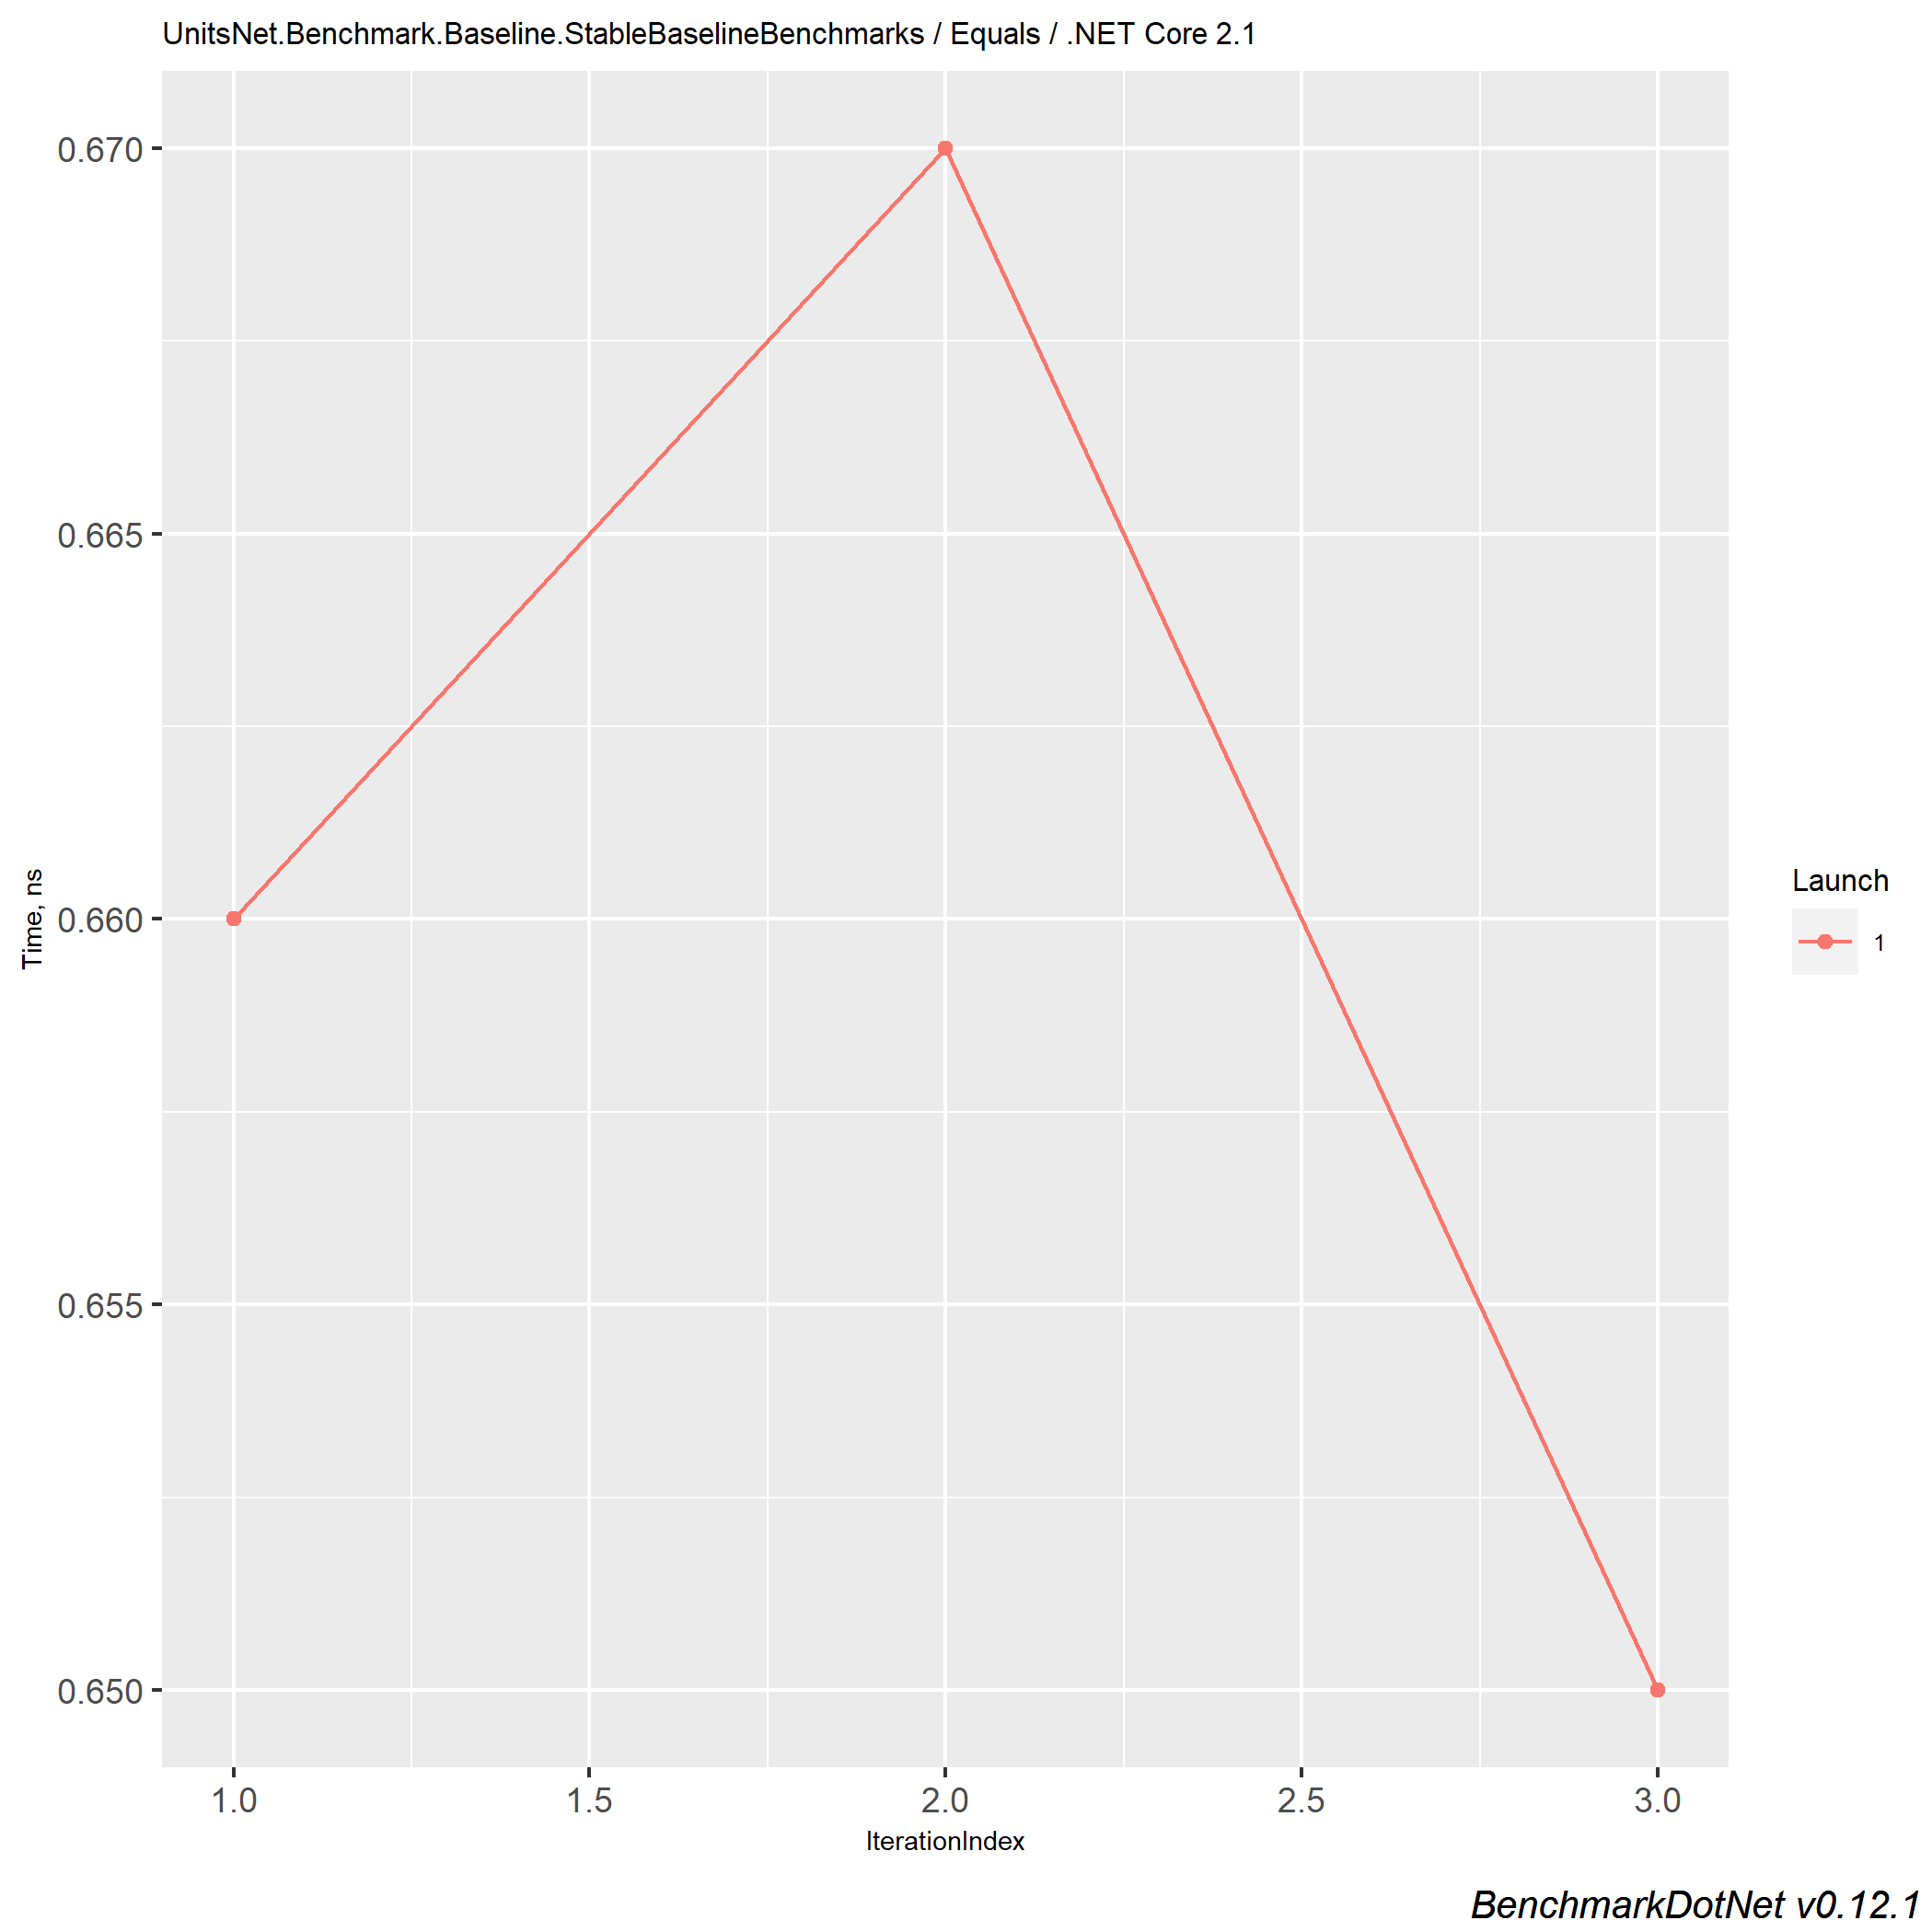 UnitsNet.Benchmark.Baseline.StableBaselineBenchmarks / Equals / .NET Core 2.1
0.670
0.665
0.660
0.655
0.650
Time, ns
1.0 1.5 2.0 2.5 3.0
IterationIndex
Launch
1
BenchmarkDotNet v0.12.1